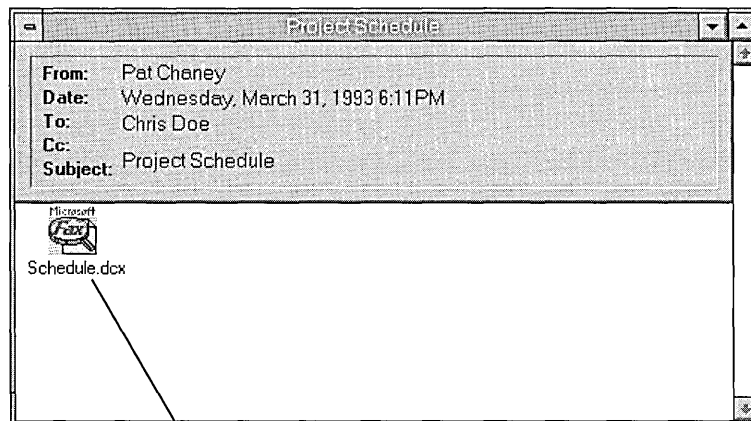 Project Schedule
From: Pat Chaney
Date: Wednesday, March 31, 1993 6:11PM
To: Chris Doe
Cc:
Subject: Project Schedule
Microsoft
Fax
Schedule.dcx